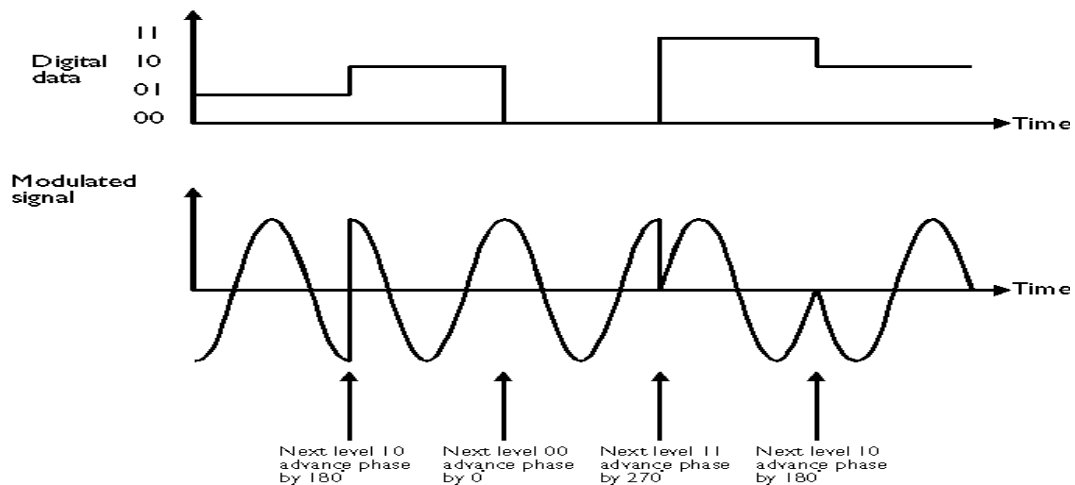 11
Digital 10
data 01
00
Time
Modulated
signal
Time
Next level 10
advance phase
by 180°
Next level 00
advance phase
by 0°
Next level 11
advance phase
by 270°
Next level 10
advance phase
by 180°